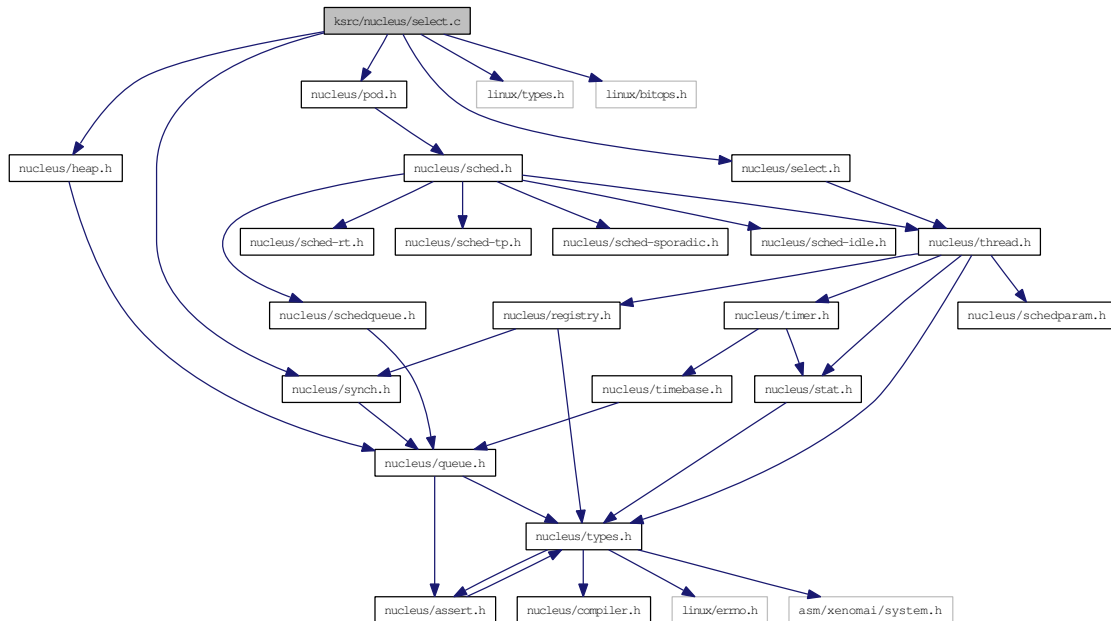 ksrc/nucleus/select.c
nucleus/pod.h
linux/types.h
linux/bitops.h
nucleus/heap.h
nucleus/sched.h
nucleus/select.h
nucleus/sched-rt.h
nucleus/sched-tp.h
nucleus/sched-sporadic.h
nucleus/sched-idle.h
nucleus/thread.h
nucleus/schedqueue.h
nucleus/registry.h
nucleus/timer.h
nucleus/schedparam.h
nucleus/synch.h
nucleus/timebase.h
nucleus/stat.h
nucleus/queue.h
nucleus/types.h
nucleus/assert.h
nucleus/compiler.h
linux/errno.h
asm/xenomai/system.h